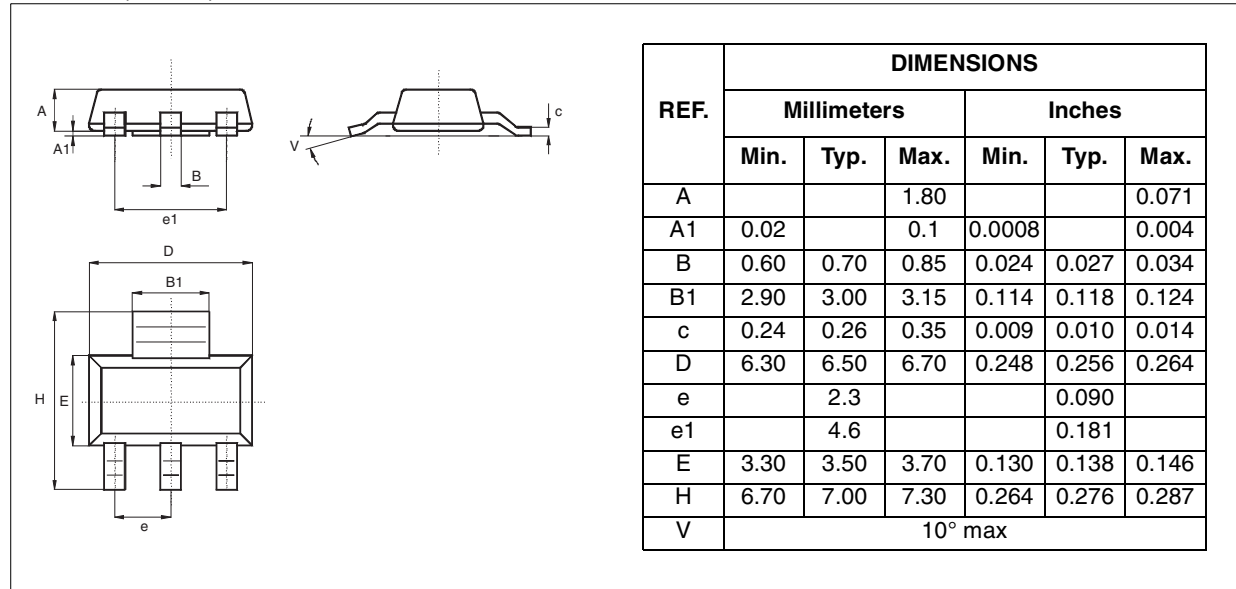 A
A1
B
e1
V
c
D
B1
H
E
e
DIMENSIONS
REF. Millimeters Inches
Min. Typ. Max. Min. Typ. Max.
A 1.80 0.071
A1 0.02 0.1 0.0008 0.004
B 0.60 0.70 0.85 0.024 0.027 0.034
B1 2.90 3.00 3.15 0.114 0.118 0.124
c 0.24 0.26 0.35 0.009 0.010 0.014
D 6.30 6.50 6.70 0.248 0.256 0.264
e 2.3 0.090
e1 4.6 0.181
E 3.30 3.50 3.70 0.130 0.138 0.146
H 6.70 7.00 7.30 0.264 0.276 0.287
V 10° max